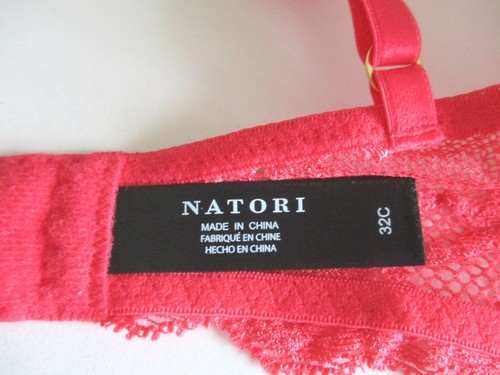 NATORI
MADE IN CHINA
FABRIQUÉ EN CHINE
HECHO EN CHINA
32C